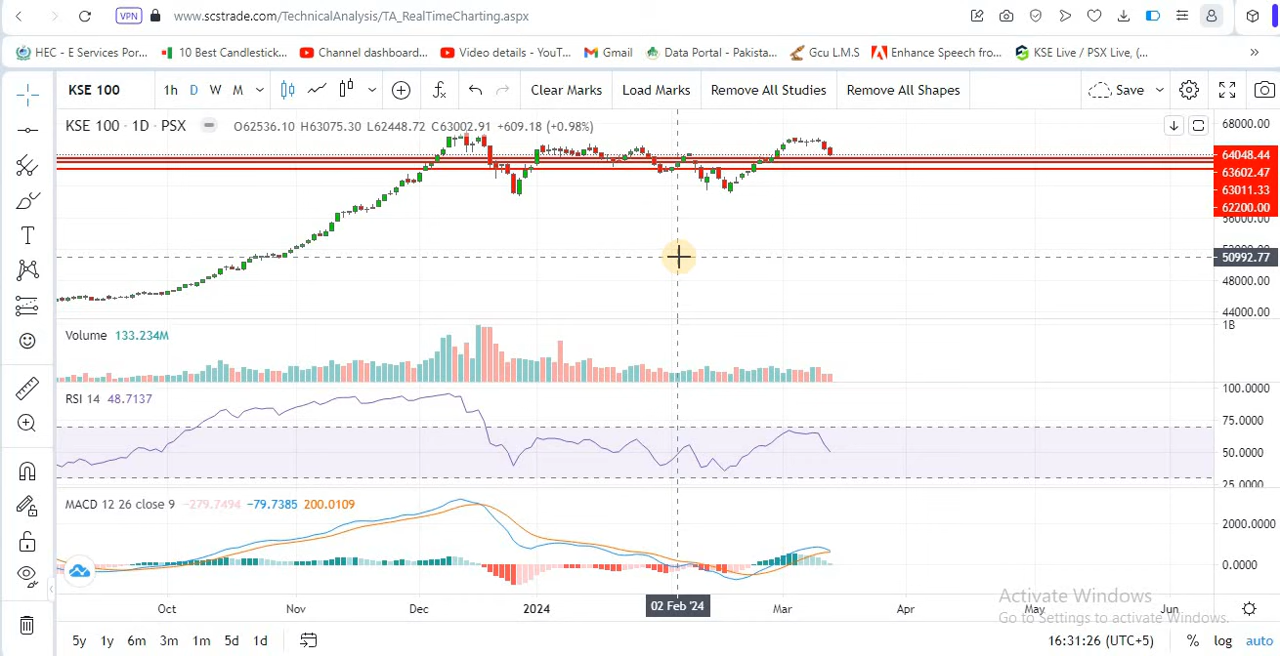 VPN www.scstrade.com/TechnicalAnalysis/TA_RealTimeCharting.aspx
HEC - E Services Por... 10 Best Candlestick... Channel dashboard... Video details - YouT... Gmail Data Portal - Pakista... Gcu L.M.S Enhance Speech fro... KSE Live / PSX Live, (... »
KSE 100 1h D W M Save Clear Marks Load Marks Remove All Studies Remove All Shapes
KSE 100 · 1D · PSX O62536.10 H63075.30 L62448.72 C63002.91 +609.18 (+0.98%)
68000.00
64048.44
63602.47
63011.33
62200.00
56000.00
50992.77
48000.00
44000.00
Volume 133.234M
1B
RSI 14 48.7137
100.0000
75.0000
50.0000
25.0000
MACD 12 26 close 9 -279.7494 -79.7385 200.0109
2000.0000
0.0000
Oct Nov Dec 2024 02 Feb '24 Mar Apr May Jun
Activate Windows
Go to Settings to activate Windows.
5y 1y 6m 3m 1m 5d 1d 16:31:26 (UTC+5) % log auto